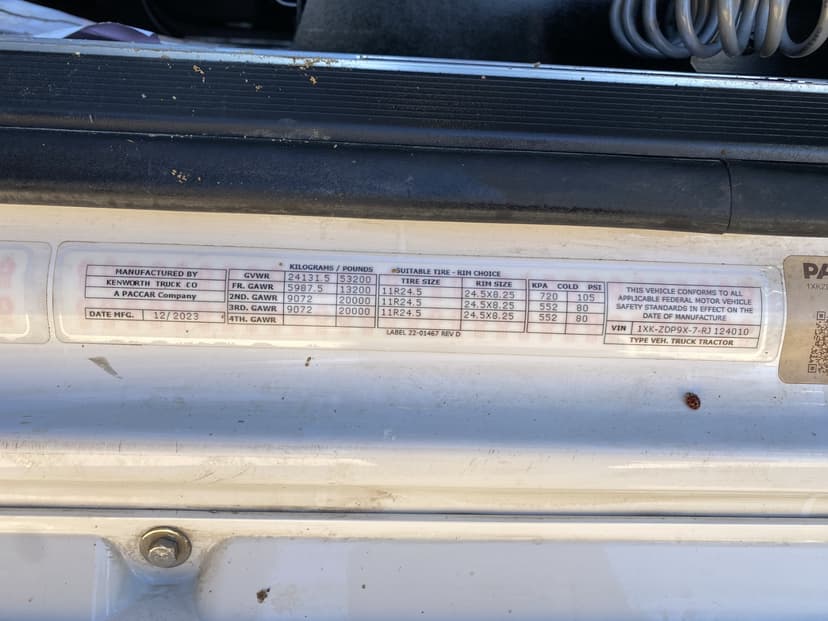 KILOGRAMS / POUNDS SUITABLE TIRE - RIM CHOICE
MANUFACTURED BY
KENWORTH TRUCK CO
A PACCAR Company
DATE MFG. 12/2023
GVWR 24131.5 53200 TIRE SIZE RIM SIZE KPA COLD PSI
FR. GAWR 5987.5 13200 11R24.5 24.5X8.25 720 105
2ND. GAWR 9072 20000 11R24.5 24.5X8.25 552 80
3RD. GAWR 9072 20000 11R24.5 24.5X8.25 552 80
4TH. GAWR
LABEL 22-01467 REV D
THIS VEHICLE CONFORMS TO ALL
APPLICABLE FEDERAL MOTOR VEHICLE
SAFETY STANDARDS IN EFFECT ON THE
DATE OF MANUFACTURE
VIN 1XK-ZDP9X-7-RJ 124010
TYPE VEH. TRUCK TRACTOR
PA
1XKZ